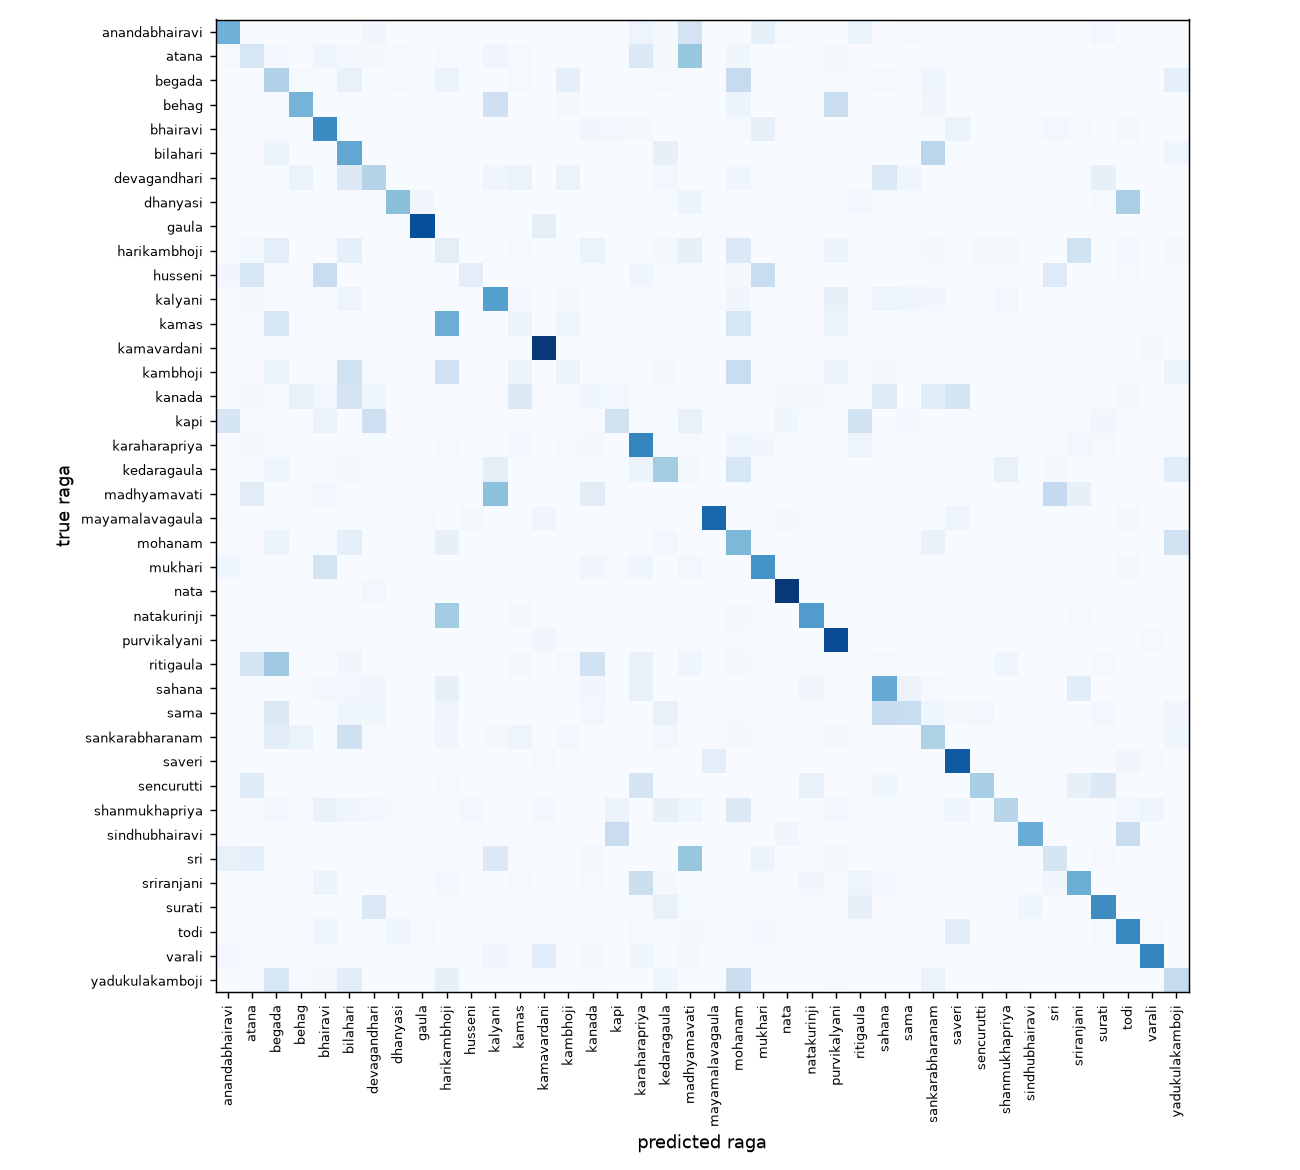 anandabhairavi
atana
begada
behag
bhairavi
bilahari
devagandhari
dhanyasi
gaula
harikambhoji
husseni
kalyani
kamas
kamavardani
kambhoji
kanada
kapi
karaharapriya
kedaragaula
madhyamavati
mayamalavagaula
mohanam
mukhari
nata
natakurinji
purvikalyani
ritigaula
sahana
sama
sankarabharanam
saveri
sencurutti
shanmukhapriya
sindhubhairavi
sri
sriranjani
surati
todi
varali
yadukulakamboji
true raga
anandabhairavi
atana
begada
behag
bhairavi
bilahari
devagandhari
dhanyasi
gaula
harikambhoji
husseni
kalyani
kamas
kamavardani
kambhoji
kanada
kapi
karaharapriya
kedaragaula
madhyamavati
mayamalavagaula
mohanam
mukhari
nata
natakurinji
purvikalyani
ritigaula
sahana
sama
sankarabharanam
saveri
sencurutti
shanmukhapriya
sindhubhairavi
sri
sriranjani
surati
todi
varali
yadukulakamboji
predicted raga